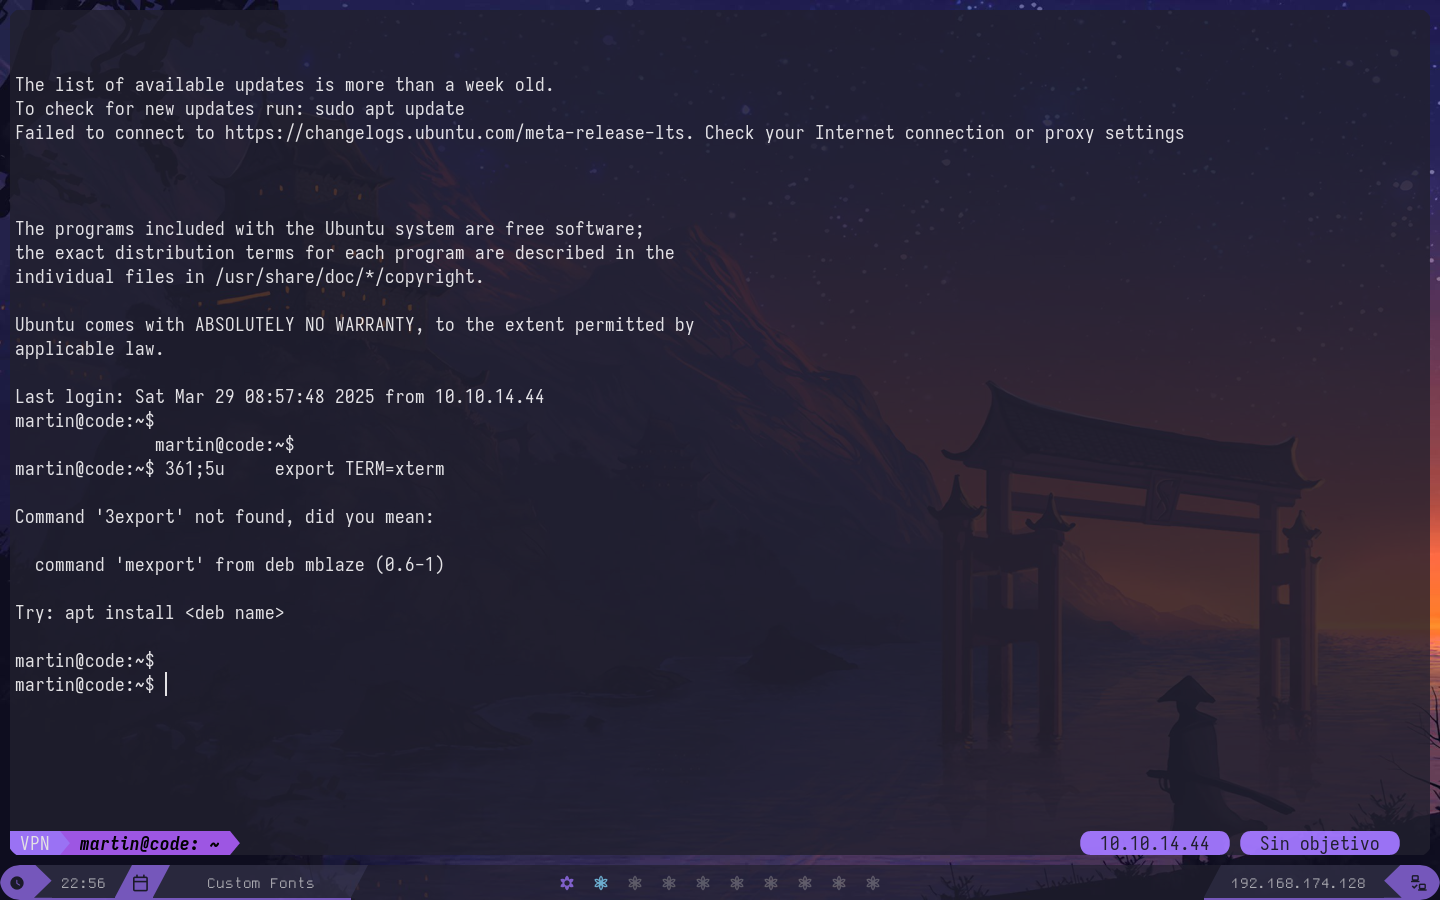 The list of available updates is more than a week old.
To check for new updates run: sudo apt update
Failed to connect to https://changelogs.ubuntu.com/meta-release-lts. Check your Internet connection or proxy settings
The programs included with the Ubuntu system are free software;
the exact distribution terms for each program are described in the
individual files in /usr/share/doc/*/copyright.
Ubuntu comes with ABSOLUTELY NO WARRANTY, to the extent permitted by
applicable law.
Last login: Sat Mar 29 08:57:48 2025 from 10.10.14.44
martin@code:~$
martin@code:~$
martin@code:~$ 361;5u     export TERM=xterm
Command '3export' not found, did you mean:
  command 'mexport' from deb mblaze (0.6-1)
Try: apt install <deb name>
martin@code:~$
martin@code:~$
VPN martin@code: ~ 10.10.14.44 Sin objetivo
22:56 Custom Fonts 192.168.174.128